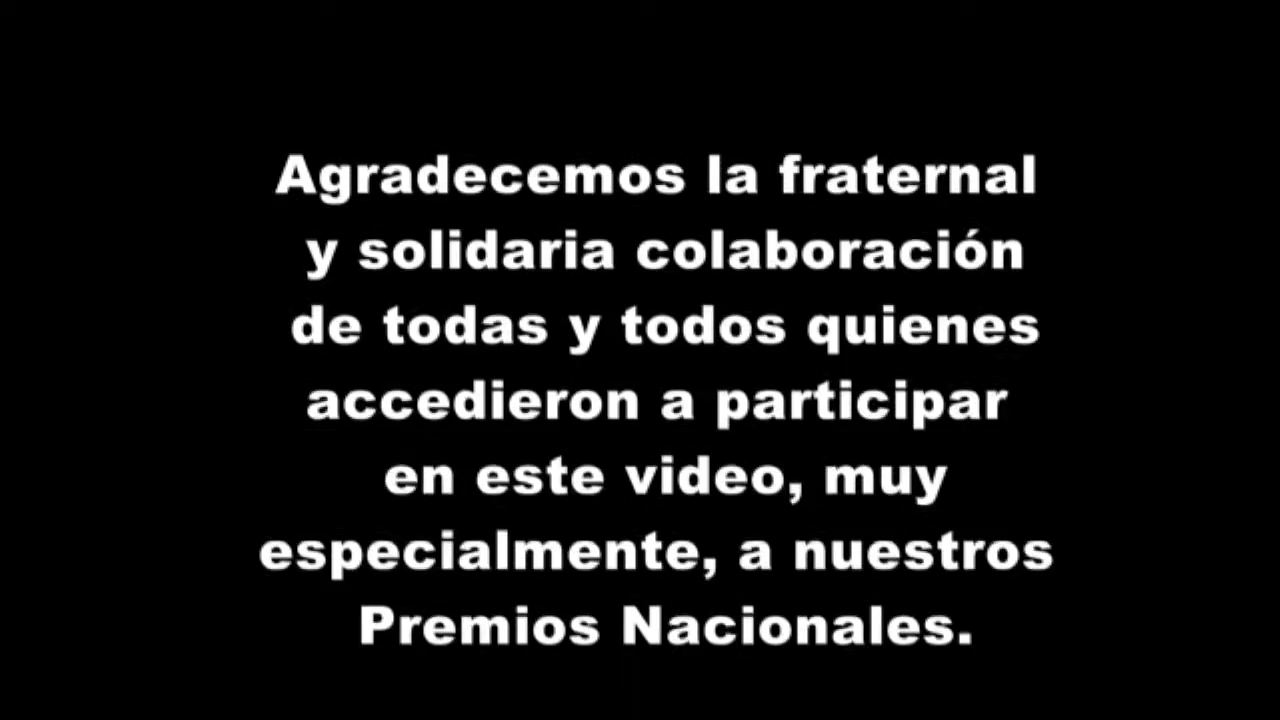 Agradecemos la fraternal
y solidaria colaboración
de todas y todos quienes
accedieron a participar
en este video, muy
especialmente, a nuestros
Premios Nacionales.